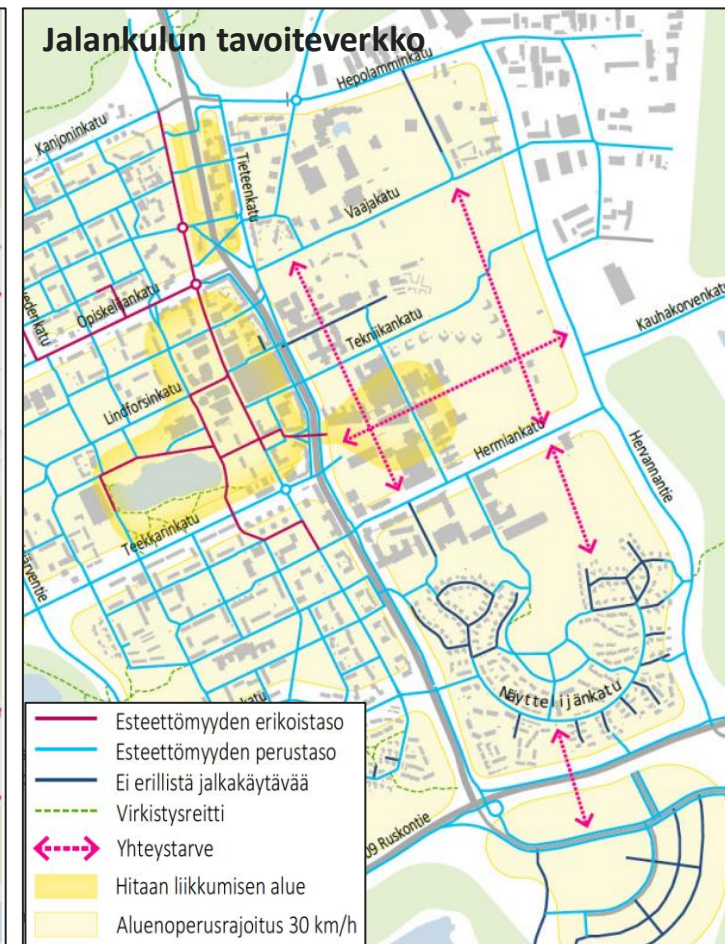 Jalankulun tavoiteverkko
Hepolamminkatu
Kanjoninkatu
Tieteenkatu
Vaajakatu
Opiskelijankatu
Tekniikankatu
Kauhakorvenkatu
Lindforsinkatu
Hermiankatu
Hervannantie
Teekkarinkatu
Näyttelijänkatu
09 Ruskontie
Esteettömyyden erikoistaso
Esteettömyyden perustaso
Ei erillistä jalkakäytävää
Virkistysreitti
Yhteystarve
Hitaan liikkumisen alue
Aluenoperusrajoitus 30 km/h